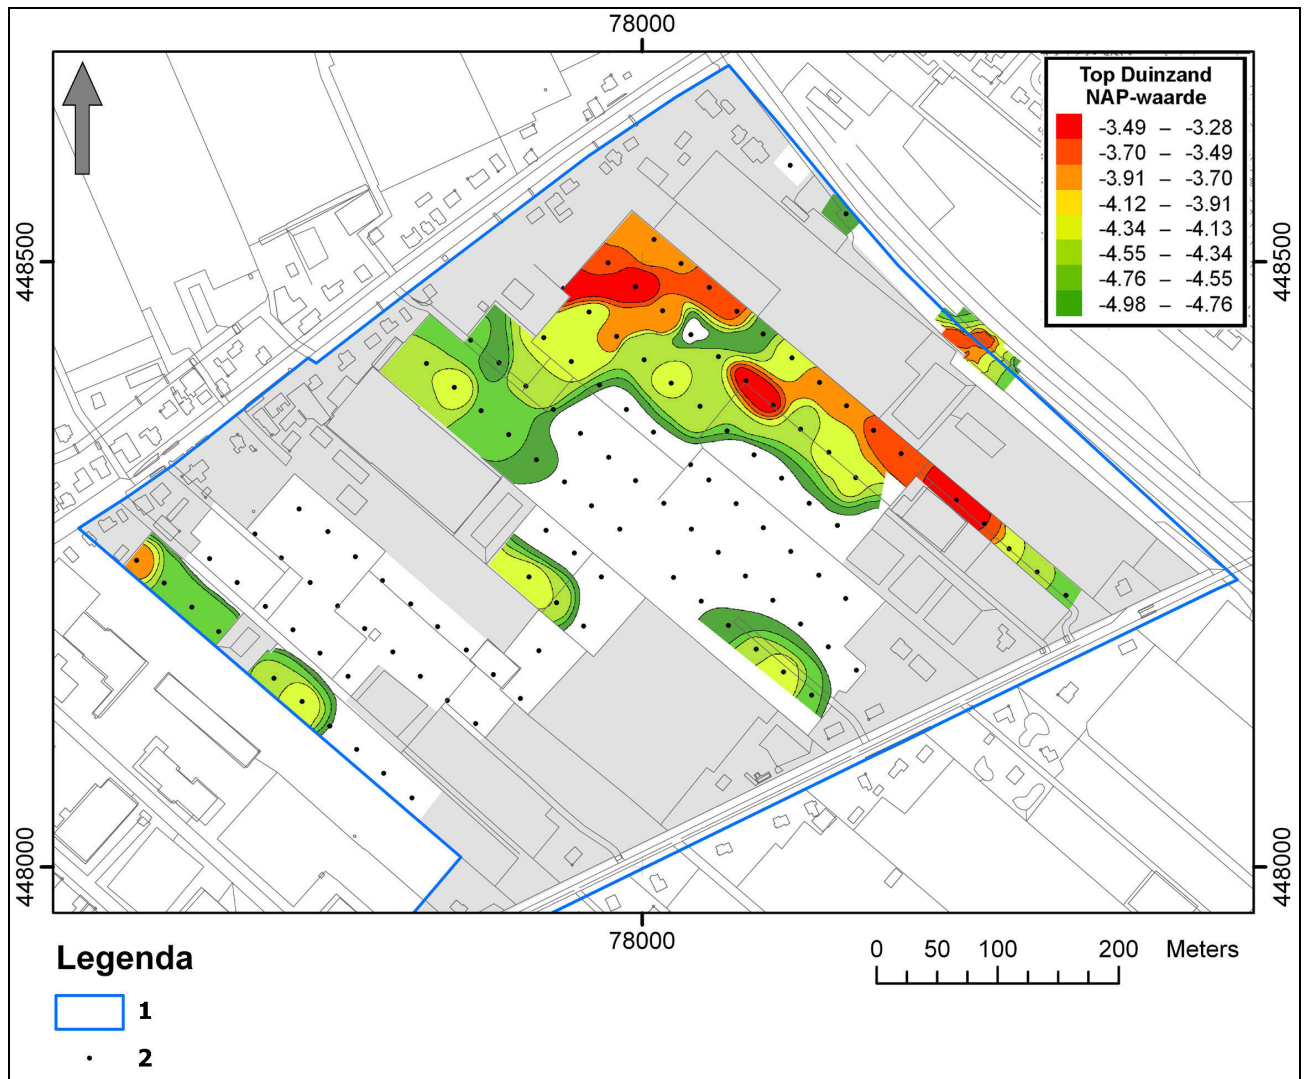 78000
Top Duinzand
NAP-waarde
-3.49 – -3.28
-3.70 – -3.49
-3.91 – -3.70
-4.12 – -3.91
-4.34 – -4.13
-4.55 – -4.34
-4.76 – -4.55
-4.98 – -4.76
448500
448500
448000
448000
78000
0 50 100 200 Meters
Legenda
1
2